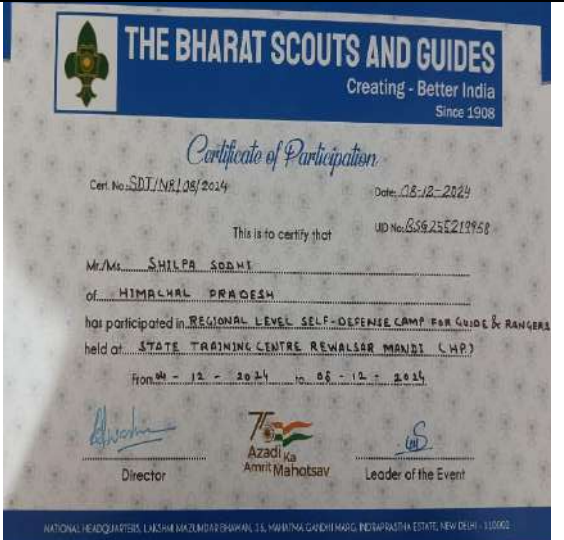 THE BHARAT SCOUTS AND GUIDES
Creating - Better India
Since 1908
Certificate of Participation
Cert. No: SDT/NR/08/2024 Date: 08-12-2024
This is to certify that UID No: BSG255219958
Mr./Ms. SHILPA SODHI
of HIMACHAL PRADESH
has participated in REGIONAL LEVEL SELF-DEFENSE CAMP FOR GUIDE & RANGERS
held at STATE TRAINING CENTRE REWALSAR MANDI (HP)
From 04 - 12 - 2024 to 08 - 12 - 2024
75
Azadi Ka
Amrit Mahotsav
Director Leader of the Event
NATIONAL HEADQUARTERS, LAKSHMI MAZUMDAR BHAWAN, 16, MAHATMA GANDHI MARG, INDRAPRASTHA ESTATE, NEW DELHI - 110002